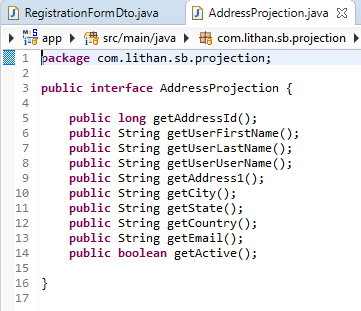 RegistrationFormDto.java
AddressProjection.java
app
src/main/java
com.lithan.sb.projection
1 package com.lithan.sb.projection;
2
3 public interface AddressProjection {
4
5 public long getAddressId();
6 public String getUserFirstName();
7 public String getUserLastName();
8 public String getUserUserName();
9 public String getAddress1();
10 public String getCity();
11 public String getState();
12 public String getCountry();
13 public String getEmail();
14 public boolean getActive();
15
16 }
17